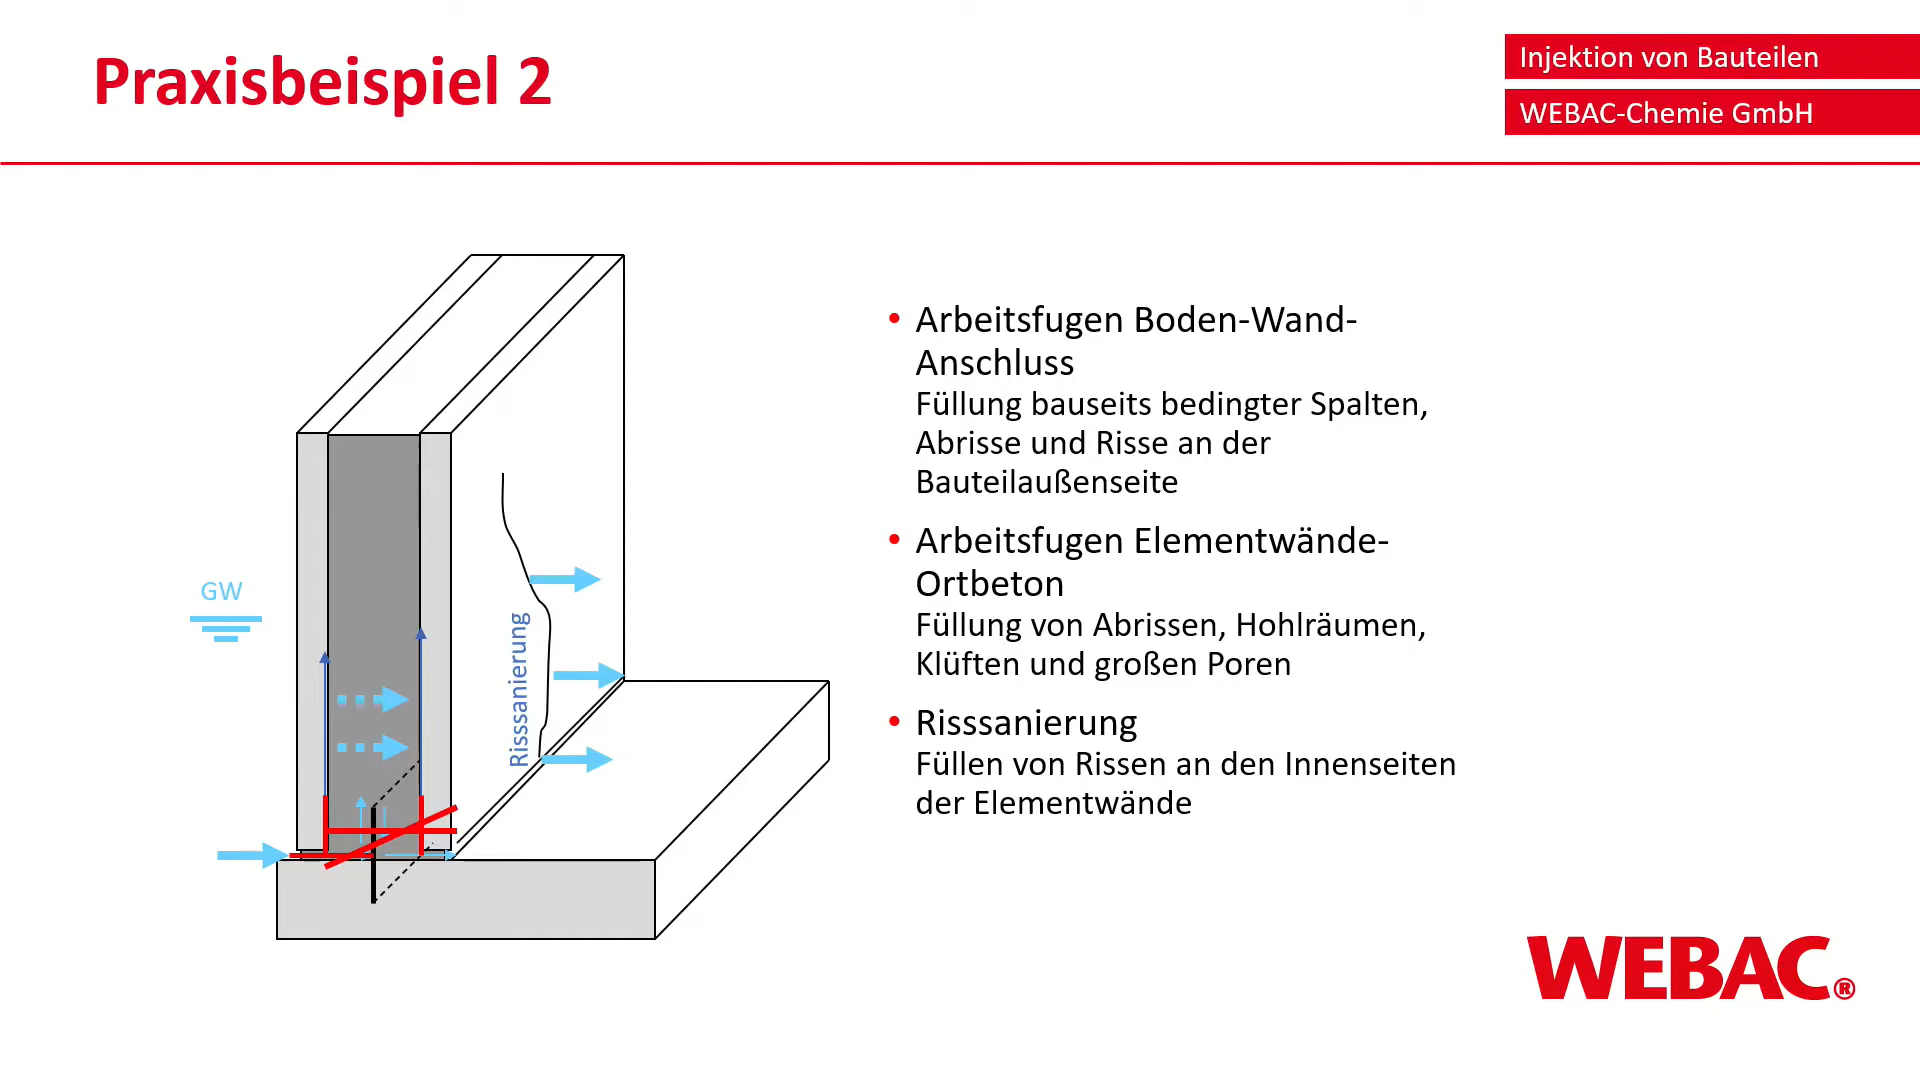 Praxisbeispiel 2
Injektion von Bauteilen
WEBAC-Chemie GmbH
GW
Risssanierung
• Arbeitsfugen Boden-Wand-
Anschluss
Füllung bauseits bedingter Spalten,
Abrisse und Risse an der
Bauteilaußenseite
• Arbeitsfugen Elementwände-
Ortbeton
Füllung von Abrissen, Hohlräumen,
Klüften und großen Poren
• Risssanierung
Füllen von Rissen an den Innenseiten
der Elementwände
WEBAC®